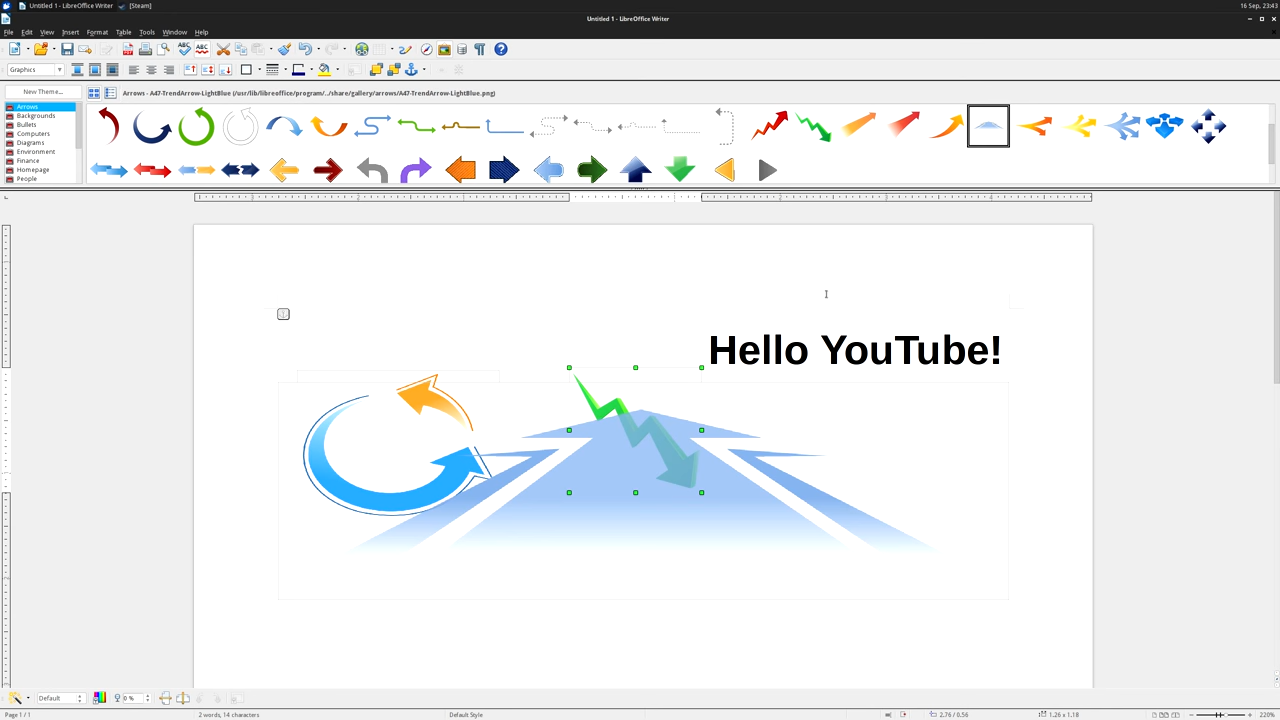 Untitled 1 - LibreOffice Writer
[Steam]
16 Sep, 23:43
Untitled 1 - LibreOffice Writer
File Edit View Insert Format Table Tools Window Help
Graphics
New Theme...
Arrows - A47-TrendArrow-LightBlue (/usr/lib/libreoffice/program/../share/gallery/arrows/A47-TrendArrow-LightBlue.png)
Arrows
Backgrounds
Bullets
Computers
Diagrams
Environment
Finance
Homepage
People
Hello YouTube!
Default
0 %
Page 1 / 1
2 words, 14 characters
Default Style
2.76 / 0.56
1.26 x 1.18
220%